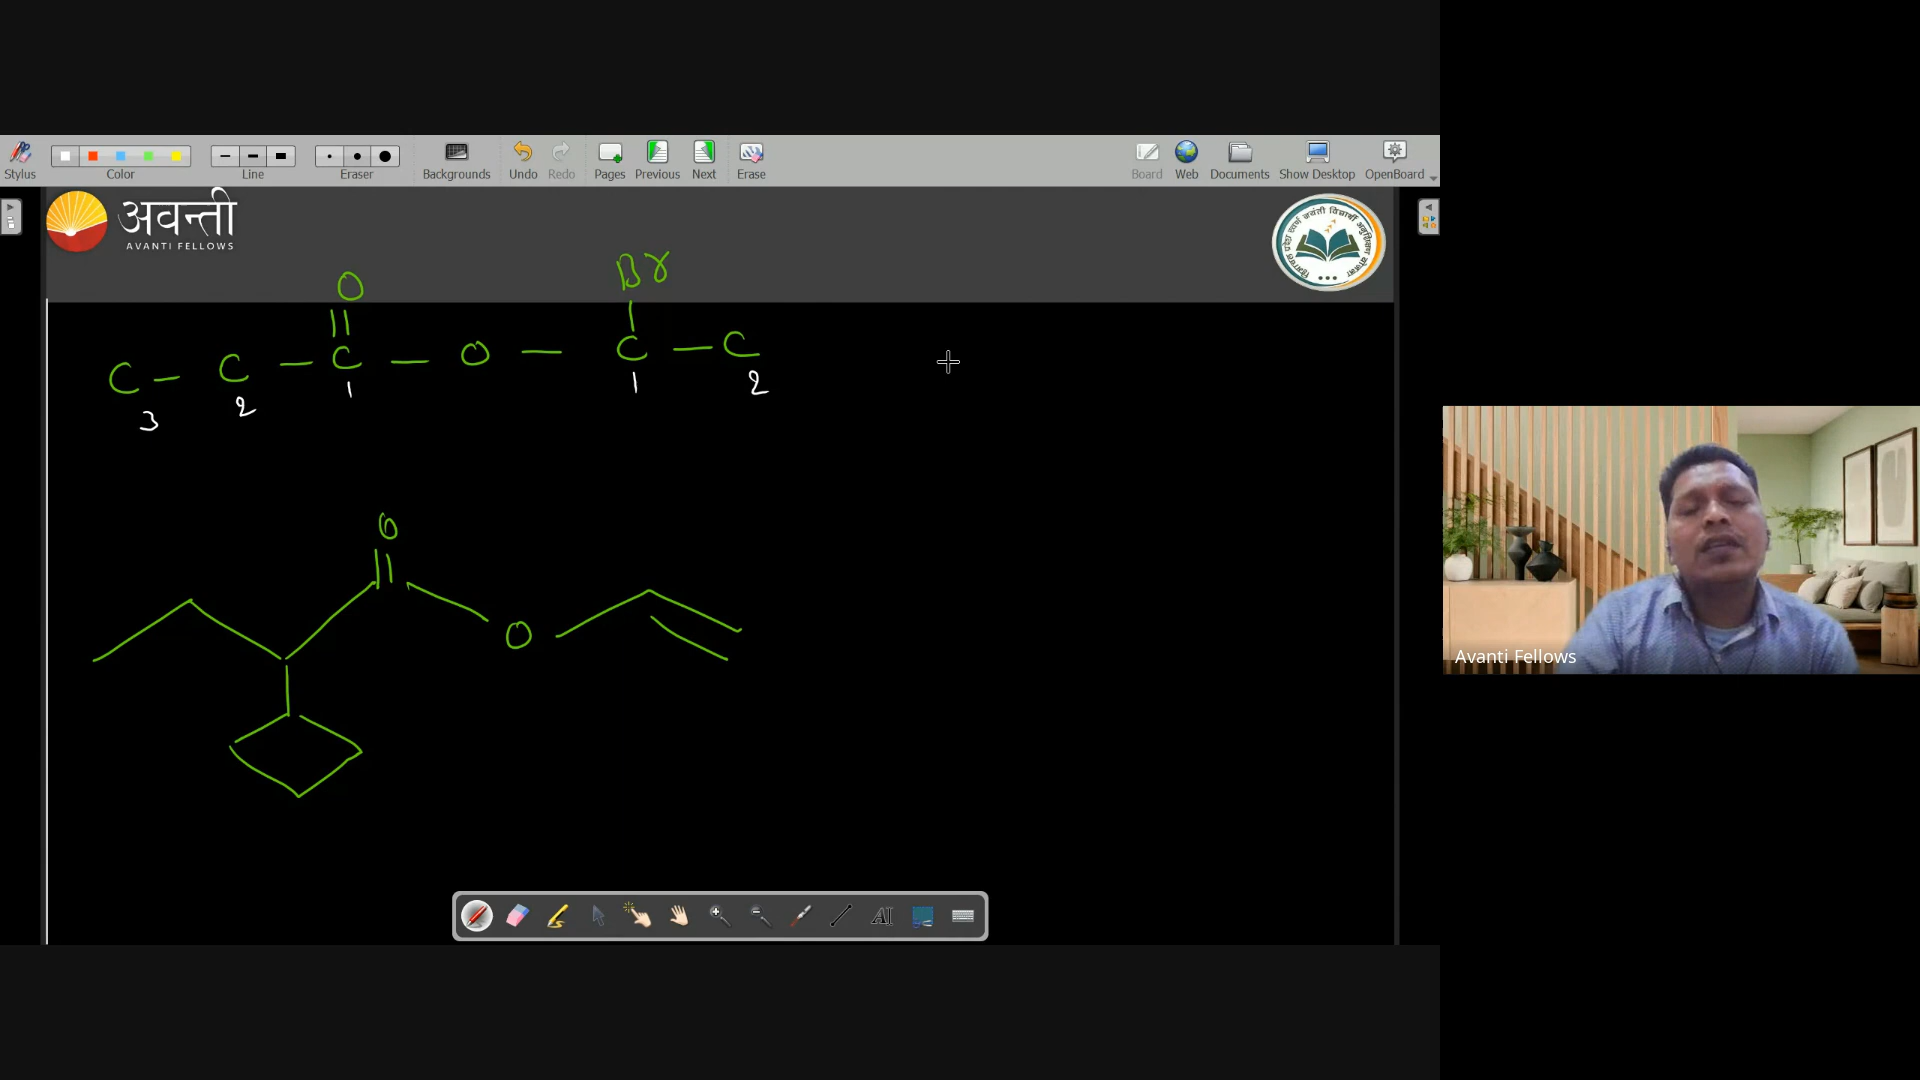 Stylus
Color
Line
Eraser
Backgrounds
Undo Redo
Pages Previous Next
Erase
Board Web Documents Show Desktop OpenBoard
अवन्ती
AVANTI FELLOWS
O Br
C - C - C - O - C - C
3 2 1 1 2
O
O
AI
Avanti Fellows